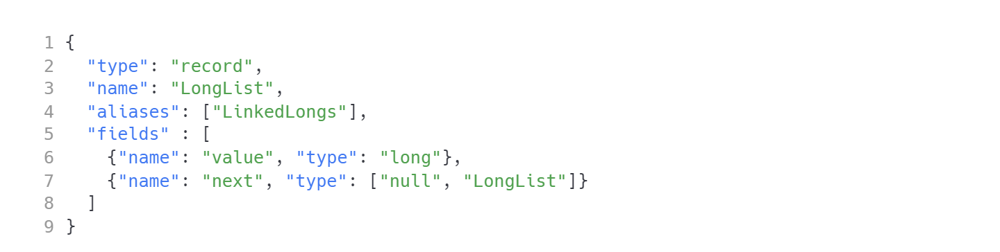 1 {
2   "type": "record",
3   "name": "LongList",
4   "aliases": ["LinkedLongs"],
5   "fields" : [
6     {"name": "value", "type": "long"},
7     {"name": "next", "type": ["null", "LongList"]}
8   ]
9 }